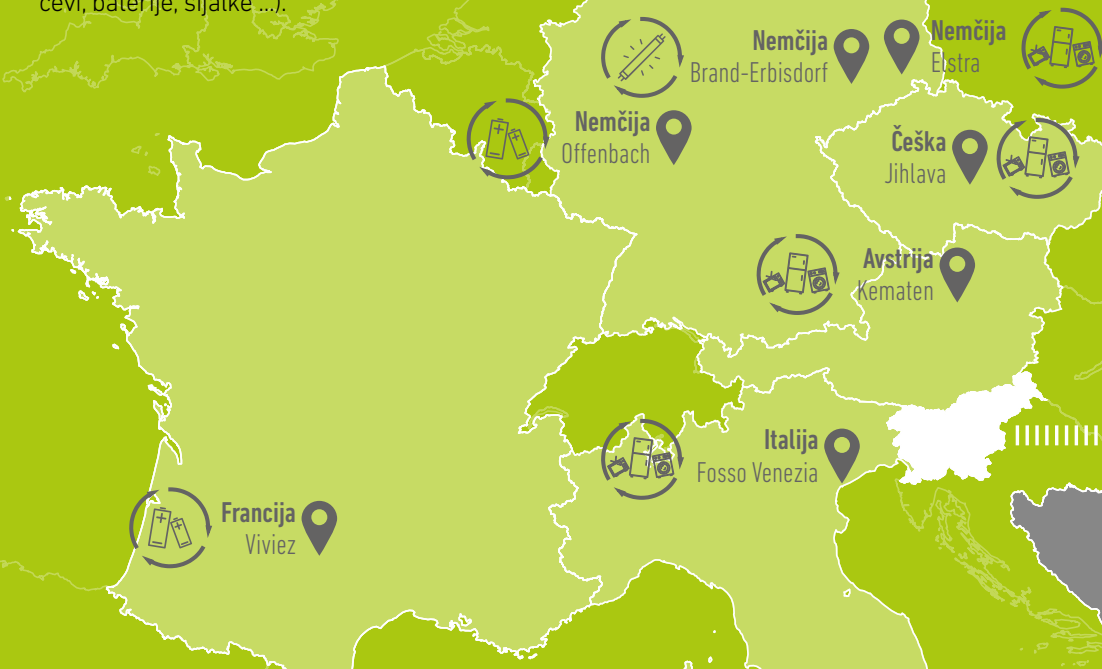 cevi, baterije, sijalke ...).
Nemčija
Brand-Erbisdorf
Nemčija
Elstra
Nemčija
Offenbach
Češka
Jihlava
Avstrija
Kematen
Italija
Fosso Venezia
Francija
Viviez